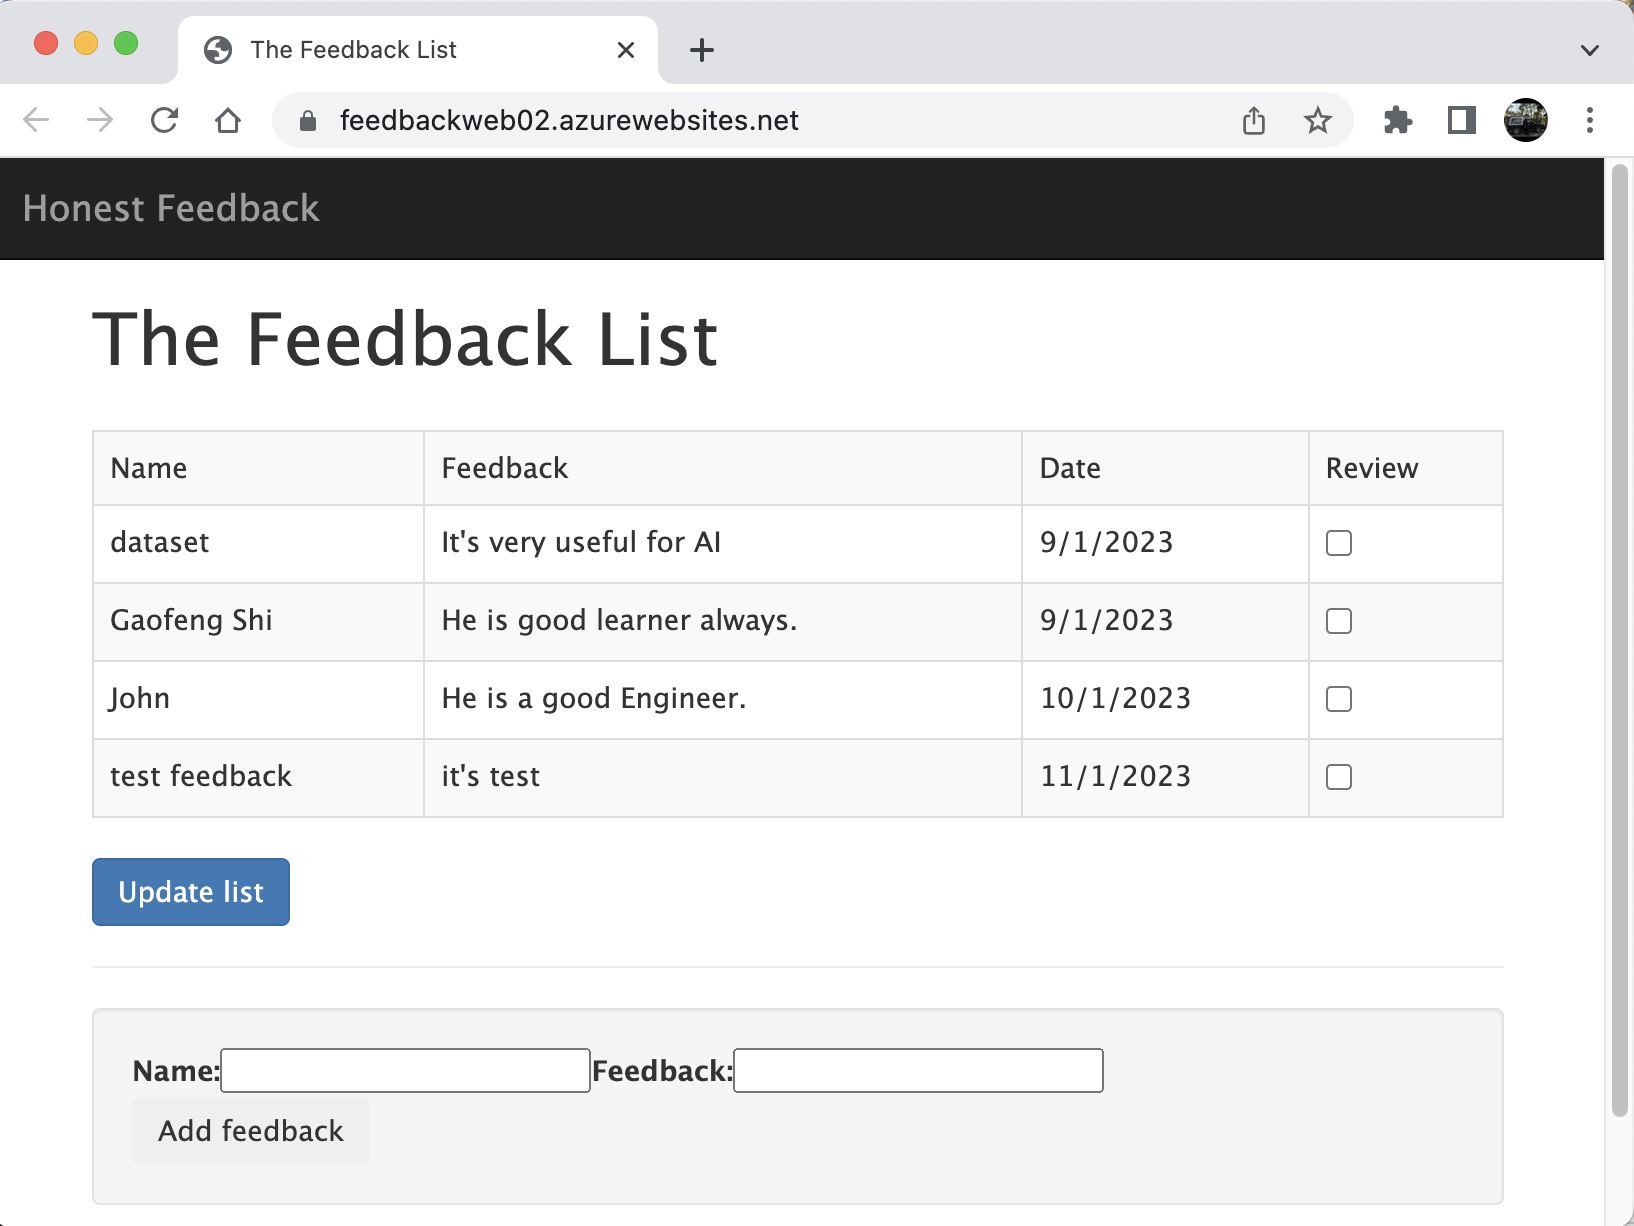 The Feedback List
feedbackweb02.azurewebsites.net
Honest Feedback
The Feedback List
Name Feedback Date Review
dataset It's very useful for AI 9/1/2023
Gaofeng Shi He is good learner always. 9/1/2023
John He is a good Engineer. 10/1/2023
test feedback it's test 11/1/2023
Update list
Name: Feedback:
Add feedback